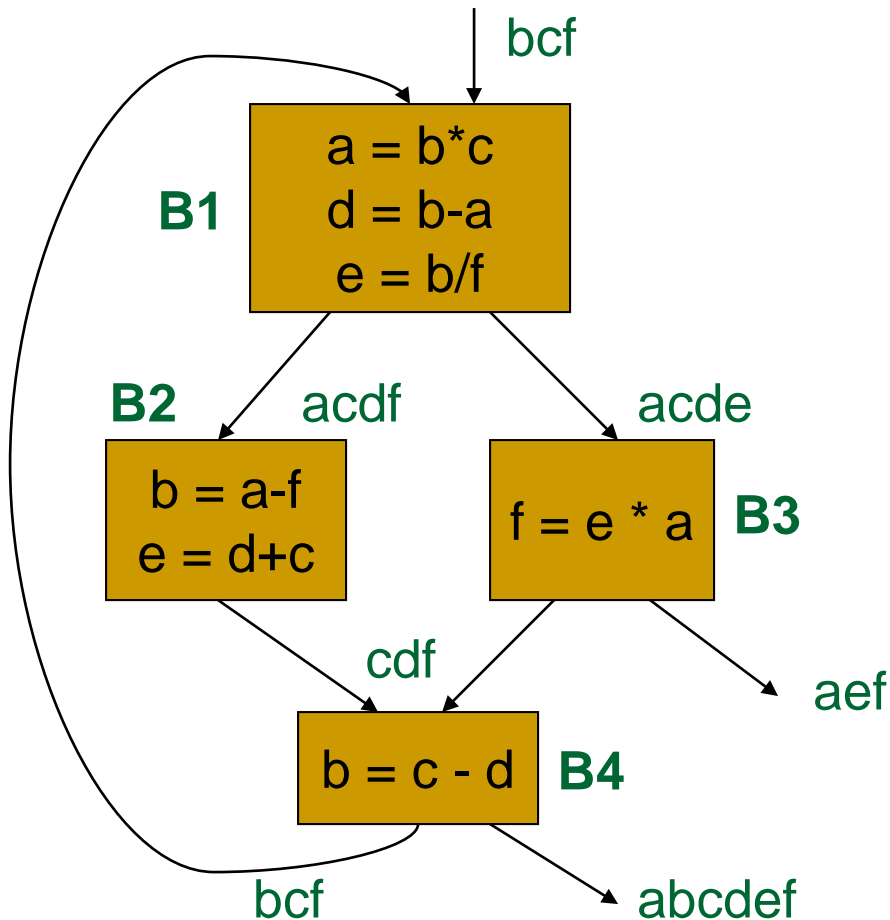 bcf
a = b*c
d = b-a
e = b/f
B1
B2
acdf
acde
b = a-f
e = d+c
f = e * a
B3
cdf
aef
b = c - d
B4
bcf
abcdef